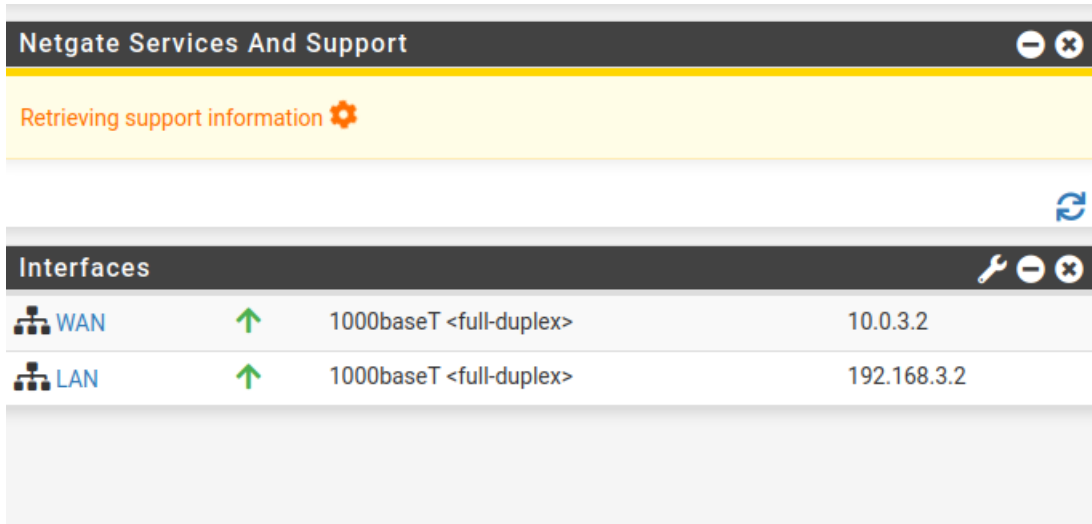 Netgate Services And Support
Retrieving support information
Interfaces
WAN 1000baseT <full-duplex> 10.0.3.2
LAN 1000baseT <full-duplex> 192.168.3.2